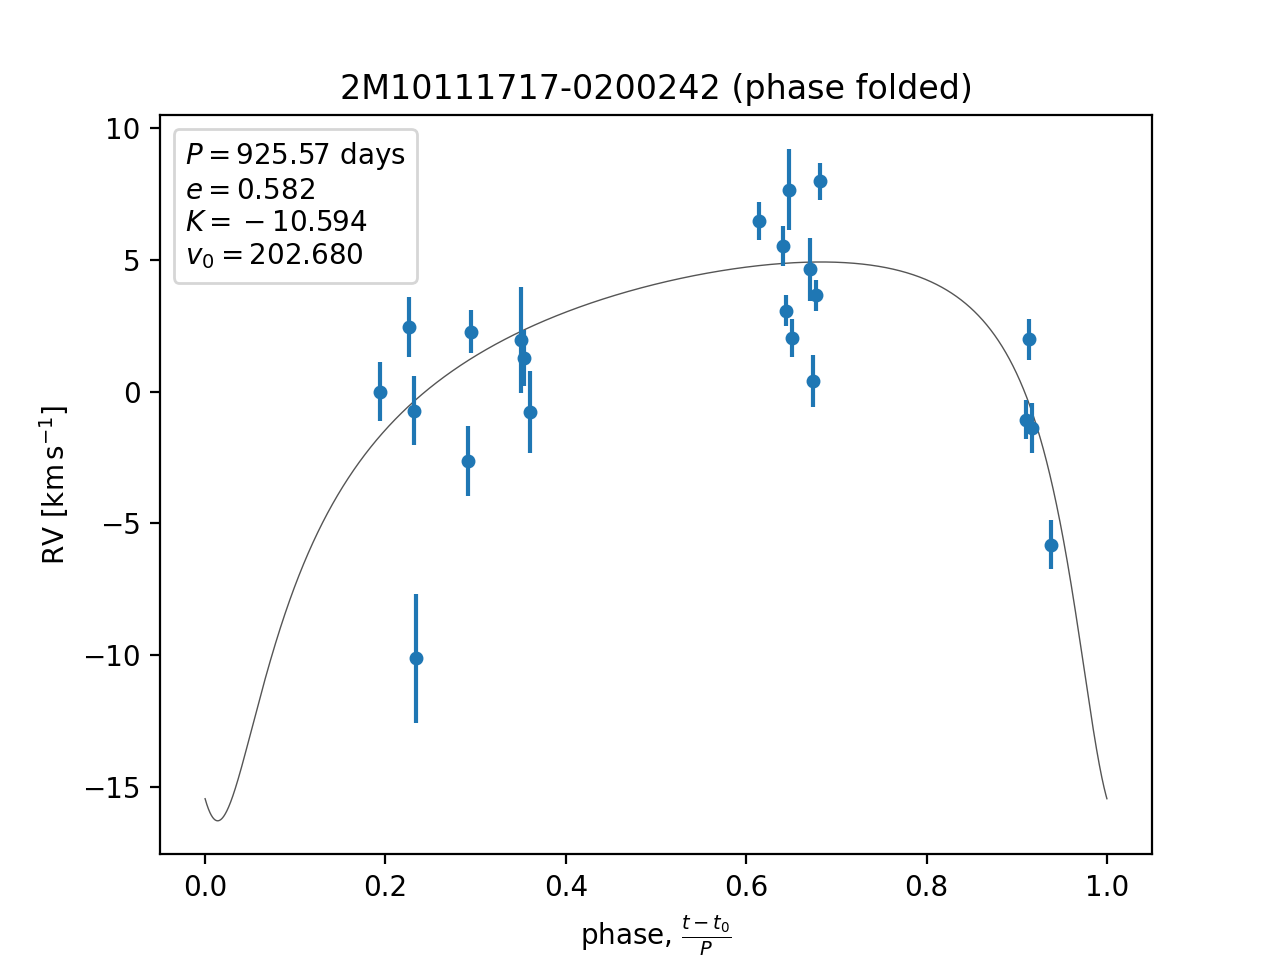 2M10111717-0200242 (phase folded)
P = 925.57 days
e = 0.582
K = −10.594
v₀ = 202.680
10
5
0
−5
−10
−15
RV [km s⁻¹]
0.0 0.2 0.4 0.6 0.8 1.0
phase, (t − t₀)/P